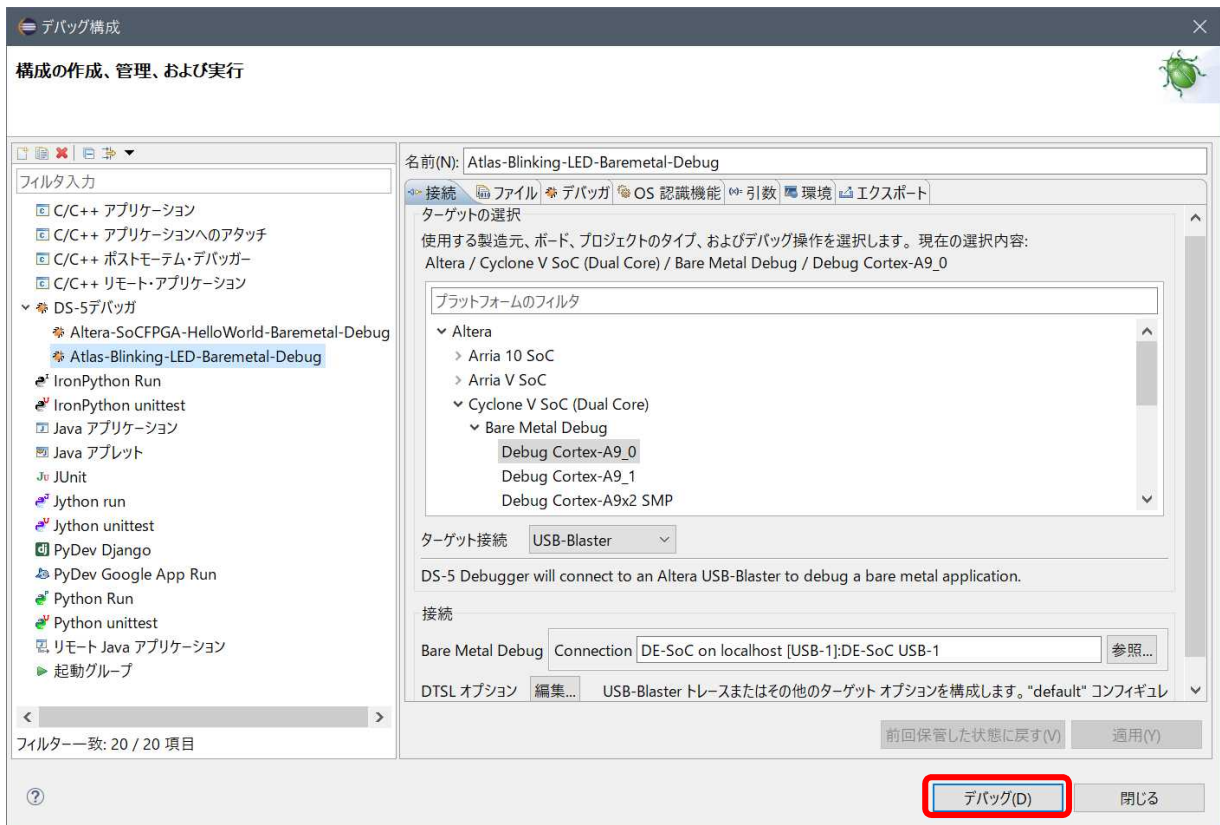 デバッグ構成
構成の作成、管理、および実行
フィルタ入力
C/C++ アプリケーション
C/C++ アプリケーションへのアタッチ
C/C++ ポストモーテム・デバッガー
C/C++ リモート・アプリケーション
DS-5デバッガ
Altera-SoCFPGA-HelloWorld-Baremetal-Debug
Atlas-Blinking-LED-Baremetal-Debug
IronPython Run
IronPython unittest
Java アプリケーション
Java アプレット
JUnit
Jython run
Jython unittest
PyDev Django
PyDev Google App Run
Python Run
Python unittest
リモート Java アプリケーション
起動グループ
フィルター一致: 20 / 20 項目
名前(N): Atlas-Blinking-LED-Baremetal-Debug
接続 ファイル デバッガ OS 認識機能 引数 環境 エクスポート
ターゲットの選択
使用する製造元、ボード、プロジェクトのタイプ、およびデバッグ操作を選択します。現在の選択内容:
Altera / Cyclone V SoC (Dual Core) / Bare Metal Debug / Debug Cortex-A9_0
プラットフォームのフィルタ
Altera
Arria 10 SoC
Arria V SoC
Cyclone V SoC (Dual Core)
Bare Metal Debug
Debug Cortex-A9_0
Debug Cortex-A9_1
Debug Cortex-A9x2 SMP
ターゲット接続 USB-Blaster
DS-5 Debugger will connect to an Altera USB-Blaster to debug a bare metal application.
接続
Bare Metal Debug Connection DE-SoC on localhost [USB-1]:DE-SoC USB-1 参照...
DTSL オプション 編集... USB-Blaster トレースまたはその他のターゲット オプションを構成します。"default" コンフィギュレ
前回保管した状態に戻す(V) 適用(Y)
デバッグ(D) 閉じる